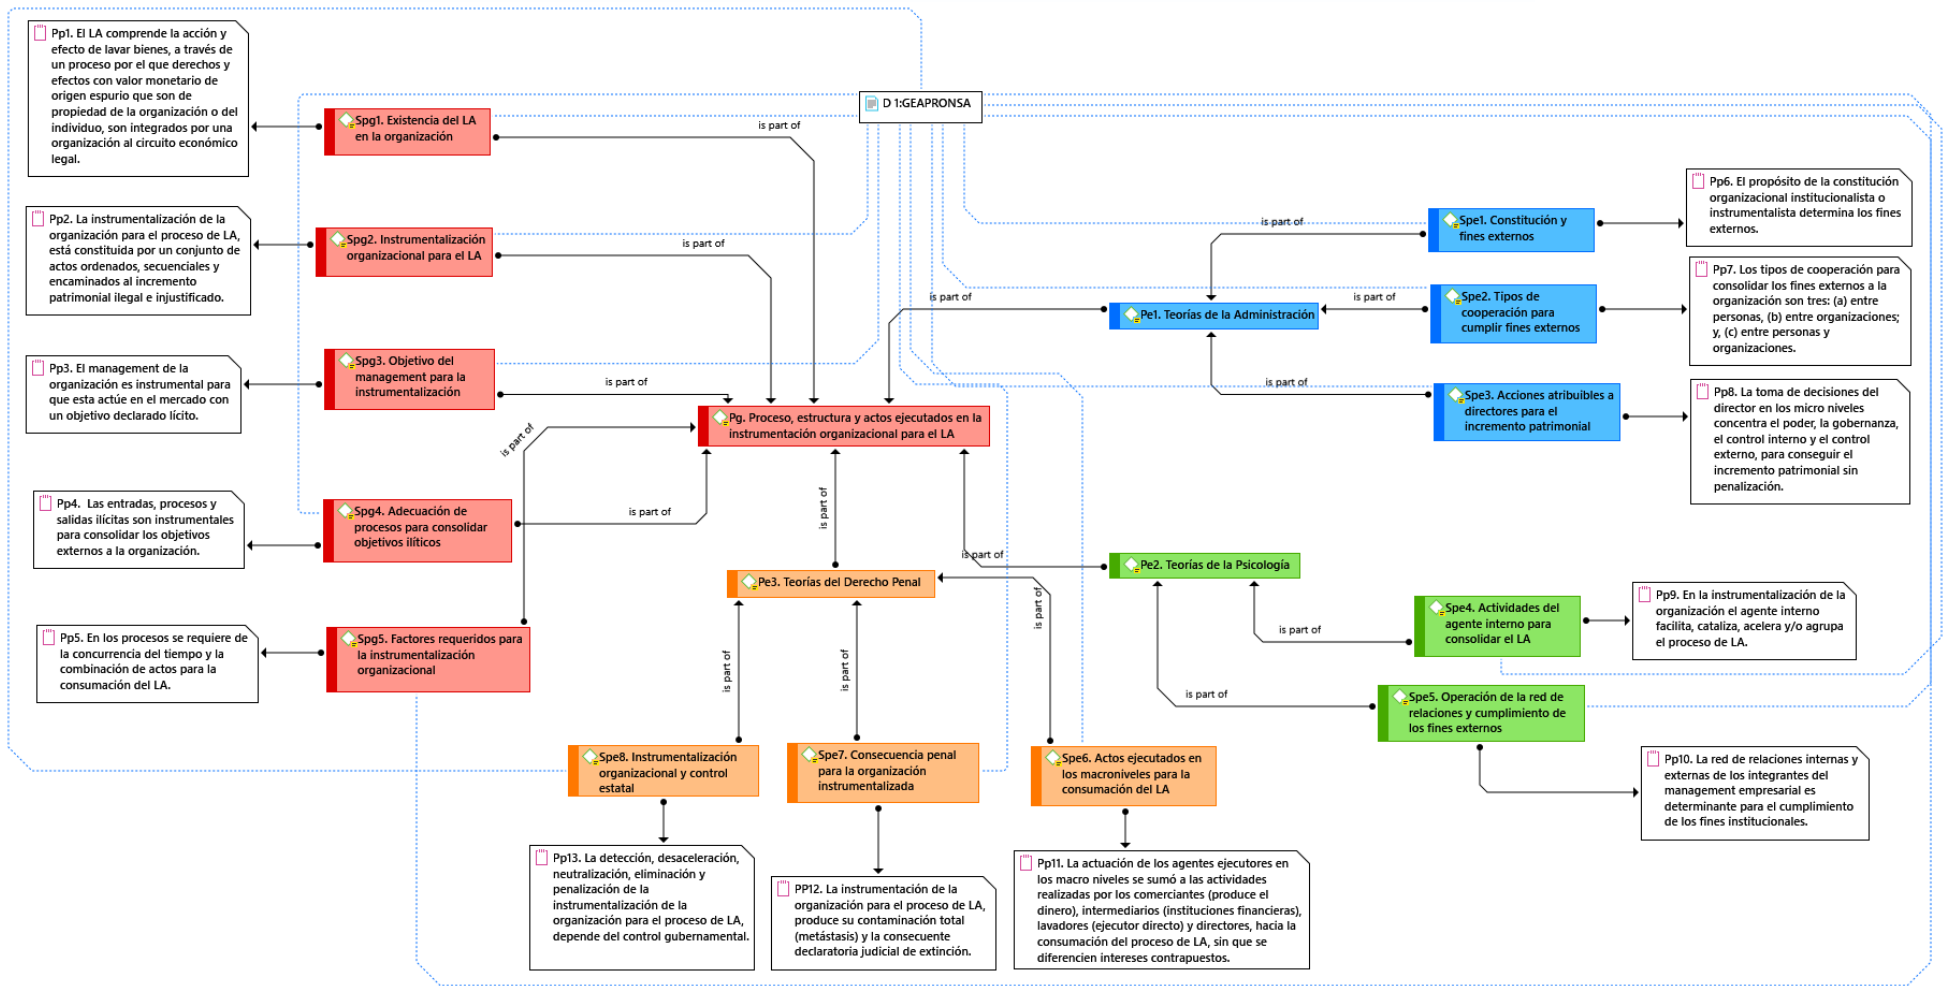 Pp1. El LA comprende la acción y
efecto de lavar bienes, a través de
un proceso por el que derechos y
efectos con valor monetario de
origen espurio que son de
propiedad de la organización o del
individuo, son integrados por una
organización al circuito económico
legal.
D 1:GEAPRONSA
Spg1. Existencia del LA
en la organización
is part of
Pp2. La instrumentalización de la
organización para el proceso de LA,
está constituida por un conjunto de
actos ordenados, secuenciales y
encaminados al incremento
patrimonial ilegal e injustificado.
Spg2. Instrumentalización
organizacional para el LA
is part of
is part of
Spe1. Constitución y
fines externos
Pp6. El propósito de la constitución
organizacional institucionalista o
instrumentalista determina los fines
externos.
is part of
Pe1. Teorías de la Administración
is part of
Spe2. Tipos de
cooperación para
cumplir fines externos
Pp7. Los tipos de cooperación para
consolidar los fines externos a la
organización son tres: (a) entre
personas, (b) entre organizaciones;
y, (c) entre personas y
organizaciones.
Pp3. El management de la
organización es instrumental para
que esta actúe en el mercado con
un objetivo declarado lícito.
Spg3. Objetivo del
management para la
instrumentalización
is part of
is part of
Spe3. Acciones atribuibles a
directores para el
incremento patrimonial
Pp8. La toma de decisiones del
director en los micro niveles
concentra el poder, la gobernanza,
el control interno y el control
externo, para conseguir el
incremento patrimonial sin
penalización.
Pg. Proceso, estructura y actos ejecutados en la
instrumentación organizacional para el LA
is part of
Pp4. Las entradas, procesos y
salidas ilícitas son instrumentales
para consolidar los objetivos
externos a la organización.
Spg4. Adecuación de
procesos para consolidar
objetivos ilíticos
is part of
is part of
is part of
Pe3. Teorías del Derecho Penal
Pe2. Teorías de la Psicología
is part of
is part of
Spe4. Actividades del
agente interno para
consolidar el LA
Pp9. En la instrumentalización de la
organización el agente interno
facilita, cataliza, acelera y/o agrupa
el proceso de LA.
Pp5. En los procesos se requiere de
la concurrencia del tiempo y la
combinación de actos para la
consumación del LA.
Spg5. Factores requeridos para
la instrumentalización
organizacional
is part of
is part of
is part of
Spe5. Operación de la red de
relaciones y cumplimiento de
los fines externos
Spe8. Instrumentalización
organizacional y control
estatal
Spe7. Consecuencia penal
para la organización
instrumentalizada
Spe6. Actos ejecutados en
los macroniveles para la
consumación del LA
Pp10. La red de relaciones internas y
externas de los integrantes del
management empresarial es
determinante para el cumplimiento
de los fines institucionales.
Pp13. La detección, desaceleración,
neutralización, eliminación y
penalización de la
instrumentalización de la
organización para el proceso de LA,
depende del control gubernamental.
PP12. La instrumentación de la
organización para el proceso de LA,
produce su contaminación total
(metástasis) y la consecuente
declaratoria judicial de extinción.
Pp11. La actuación de los agentes ejecutores en
los macro niveles se sumó a las actividades
realizadas por los comerciantes (produce el
dinero), intermediarios (instituciones financieras),
lavadores (ejecutor directo) y directores, hacia la
consumación del proceso de LA, sin que se
diferencien intereses contrapuestos.